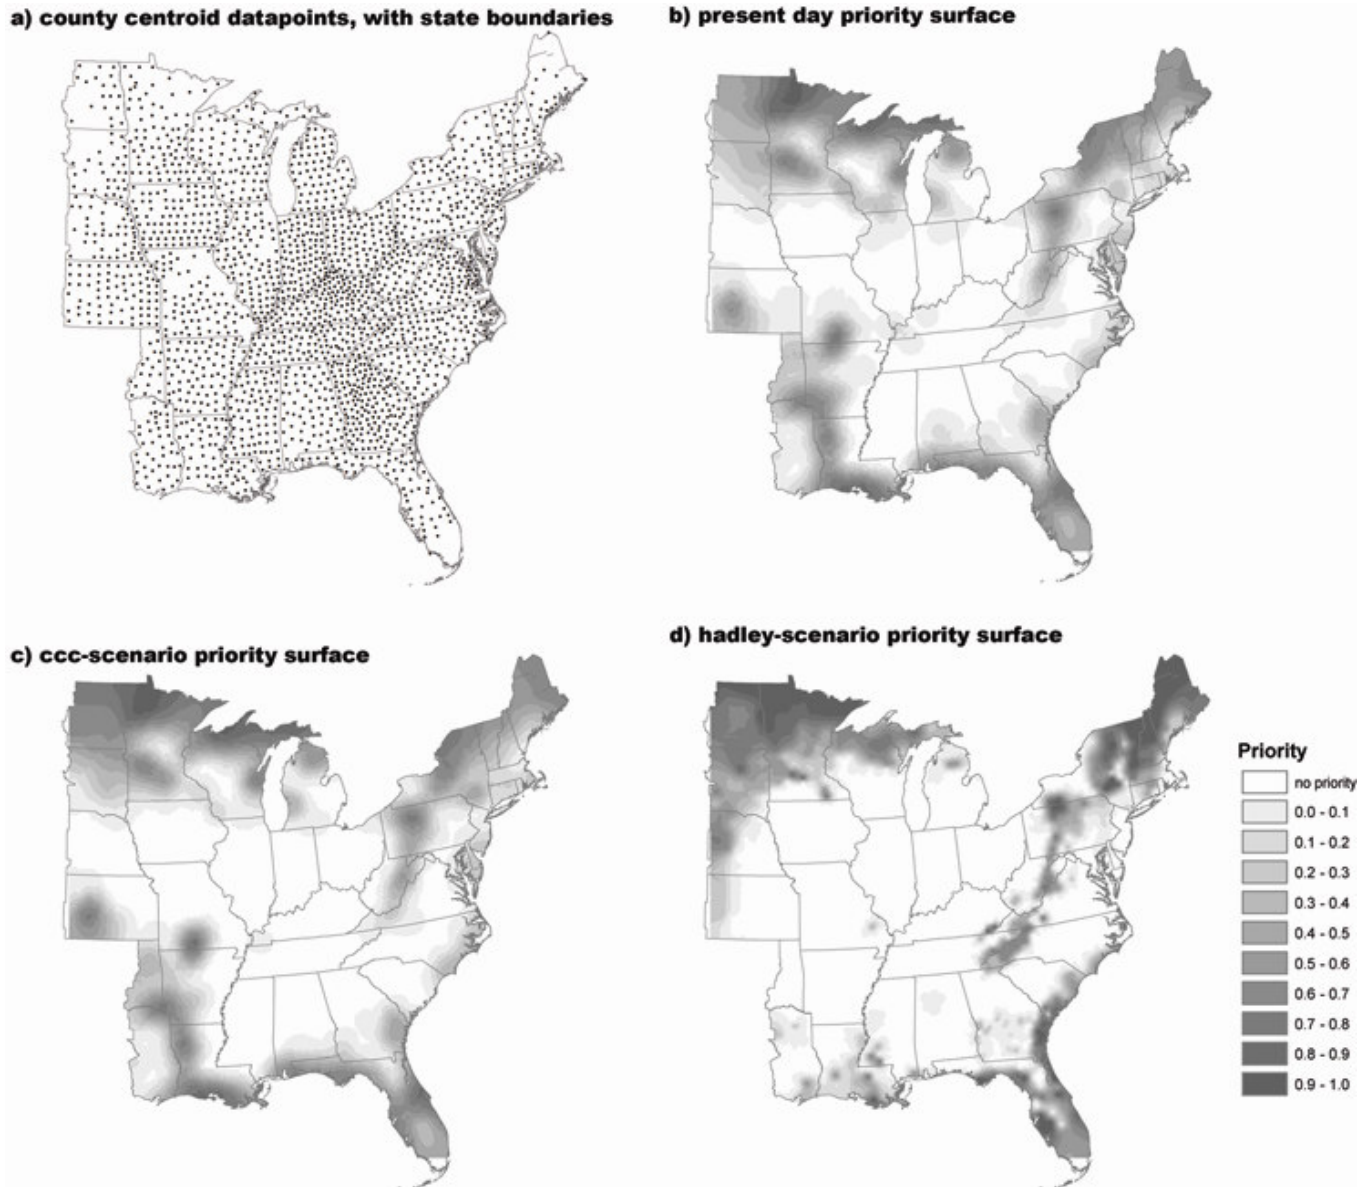 a) county centroid datapoints, with state boundaries
b) present day priority surface
c) ccc-scenario priority surface
d) hadley-scenario priority surface
Priority
no priority
0.0 - 0.1
0.1 - 0.2
0.2 - 0.3
0.3 - 0.4
0.4 - 0.5
0.5 - 0.6
0.6 - 0.7
0.7 - 0.8
0.8 - 0.9
0.9 - 1.0